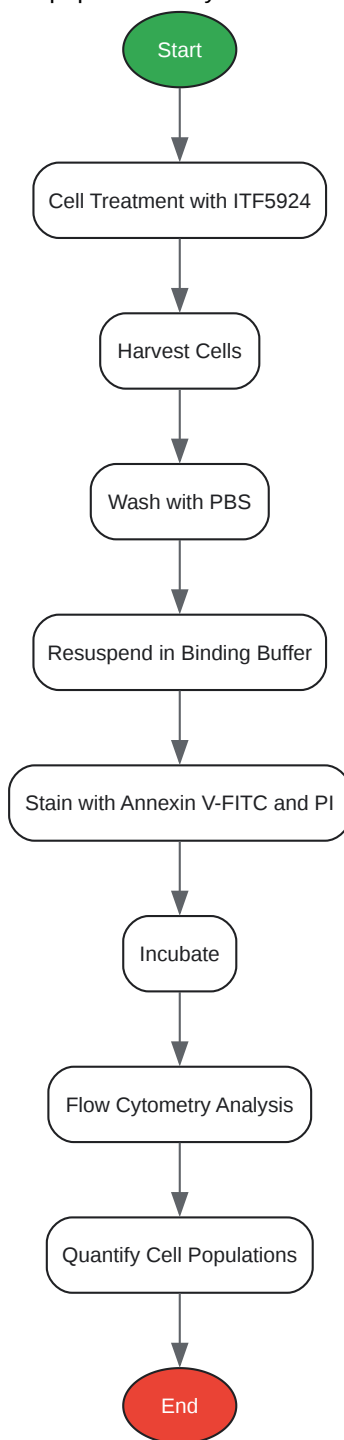 Start
Cell Treatment with ITF5924
Harvest Cells
Wash with PBS
Resuspend in Binding Buffer
Stain with Annexin V-FITC and PI
Incubate
Flow Cytometry Analysis
Quantify Cell Populations
End